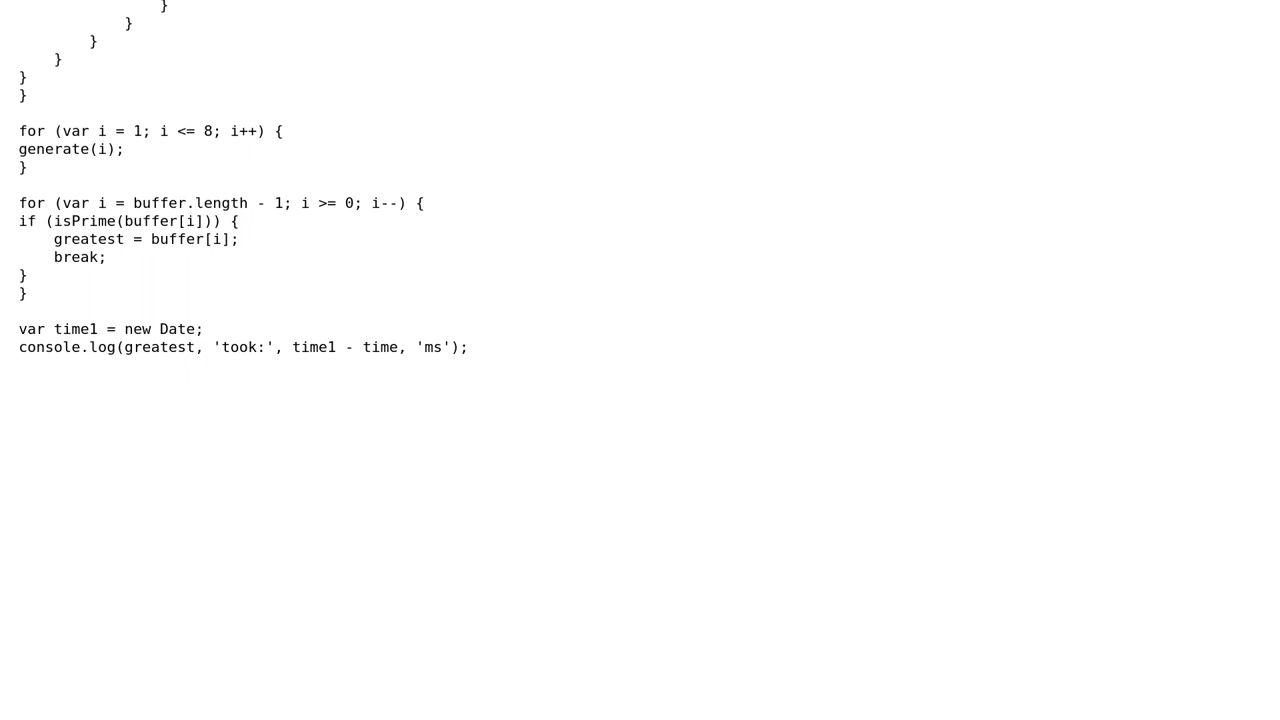 }
            }
        }
    }
}
}

for (var i = 1; i <= 8; i++) {
generate(i);
}

for (var i = buffer.length - 1; i >= 0; i--) {
if (isPrime(buffer[i])) {
    greatest = buffer[i];
    break;
}
}

var time1 = new Date;
console.log(greatest, 'took:', time1 - time, 'ms');